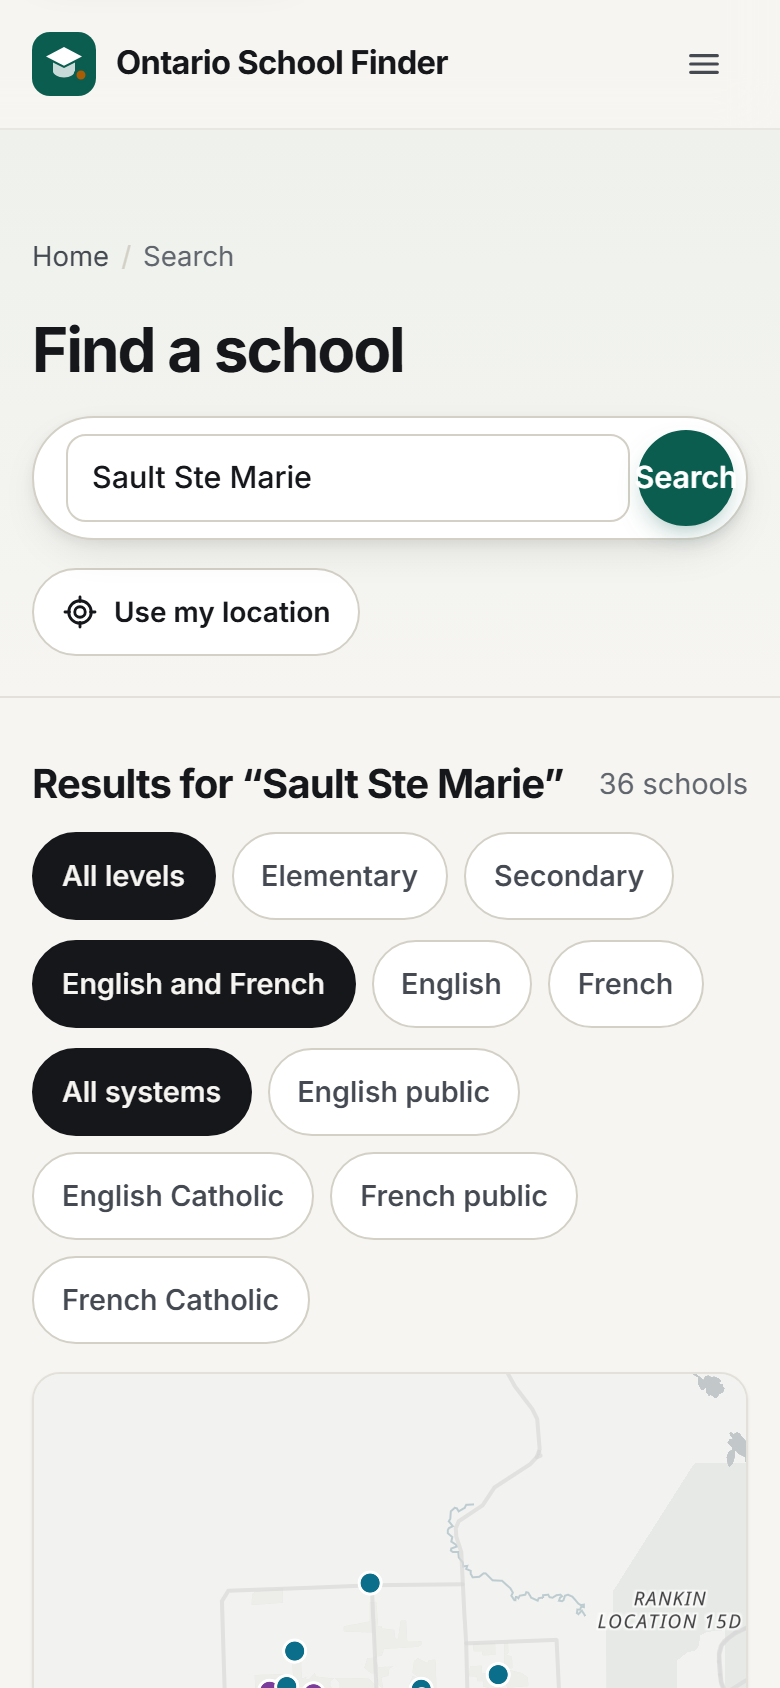 Ontario School Finder
Home / Search
Find a school
Sault Ste Marie
Search
Use my location
Results for “Sault Ste Marie”
36 schools
All levels
Elementary
Secondary
English and French
English
French
All systems
English public
English Catholic
French public
French Catholic
RANKIN
LOCATION 15D